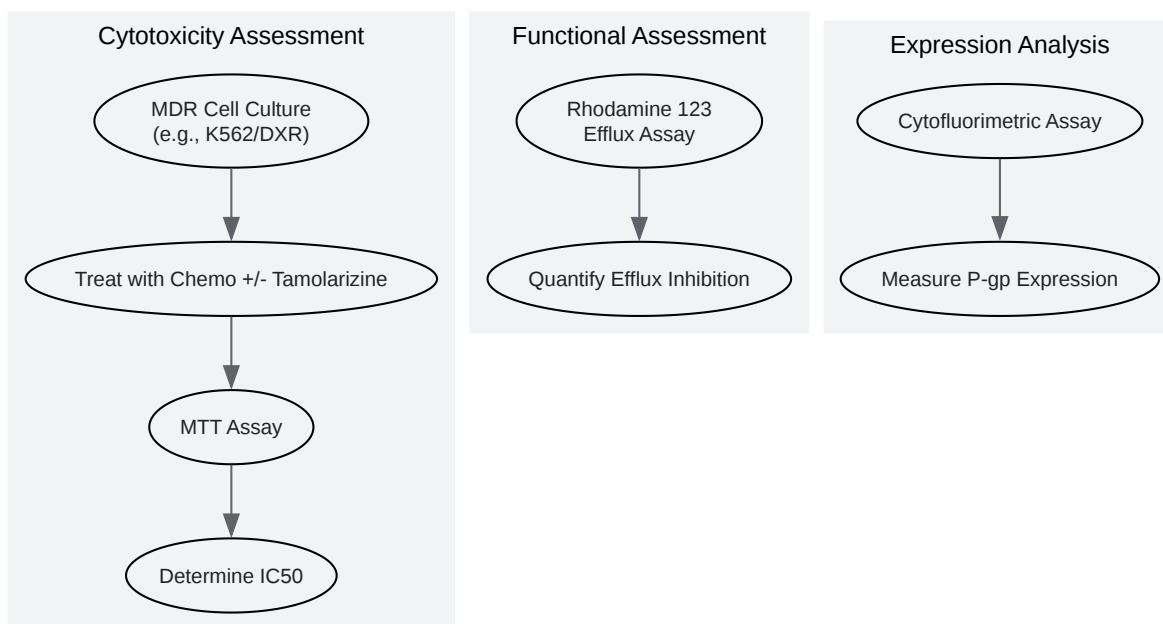 Cytotoxicity Assessment
MDR Cell Culture
(e.g., K562/DXR)
Treat with Chemo +/- Tamolarizine
MTT Assay
Determine IC50
Functional Assessment
Rhodamine 123
Efflux Assay
Quantify Efflux Inhibition
Expression Analysis
Cytofluorimetric Assay
Measure P-gp Expression